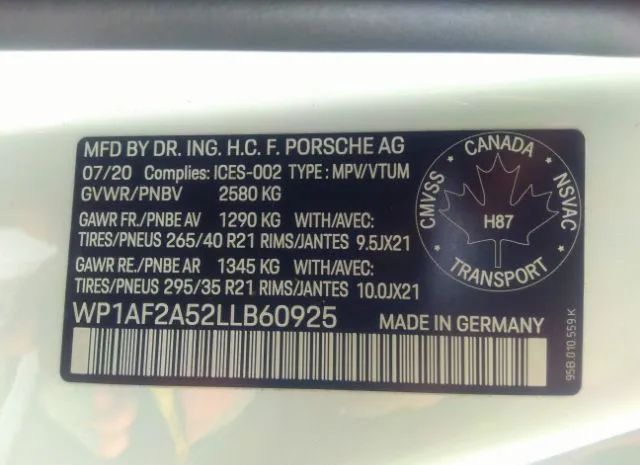 MFD BY DR. ING. H.C. F. PORSCHE AG
07/20 Complies: ICES-002 TYPE : MPV/VTUM
GVWR/PNBV 2580 KG
GAWR FR./PNBE AV 1290 KG WITH/AVEC:
TIRES/PNEUS 265/40 R21 RIMS/JANTES 9.5JX21
GAWR RE./PNBE AR 1345 KG WITH/AVEC:
TIRES/PNEUS 295/35 R21 RIMS/JANTES 10.0JX21
WP1AF2A52LLB60925 MADE IN GERMANY
CANADA
CMVSS
NSVAC
H87
TRANSPORT
95B.010.559.K